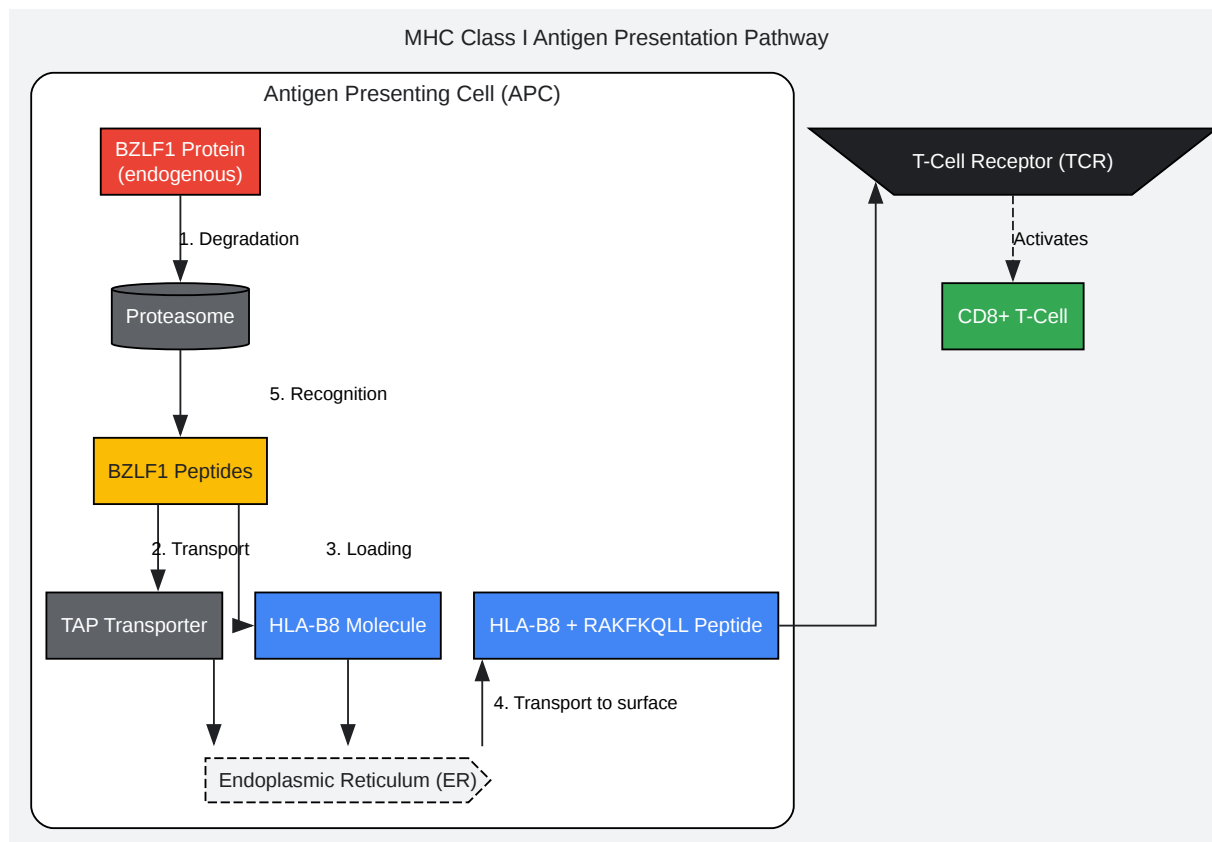 MHC Class I Antigen Presentation Pathway
Antigen Presenting Cell (APC)
BZLF1 Protein
(endogenous)
T-Cell Receptor (TCR)
1. Degradation
Activates
Proteasome
CD8+ T-Cell
5. Recognition
BZLF1 Peptides
2. Transport
3. Loading
TAP Transporter
HLA-B8 Molecule
HLA-B8 + RAKFKQLL Peptide
4. Transport to surface
Endoplasmic Reticulum (ER)